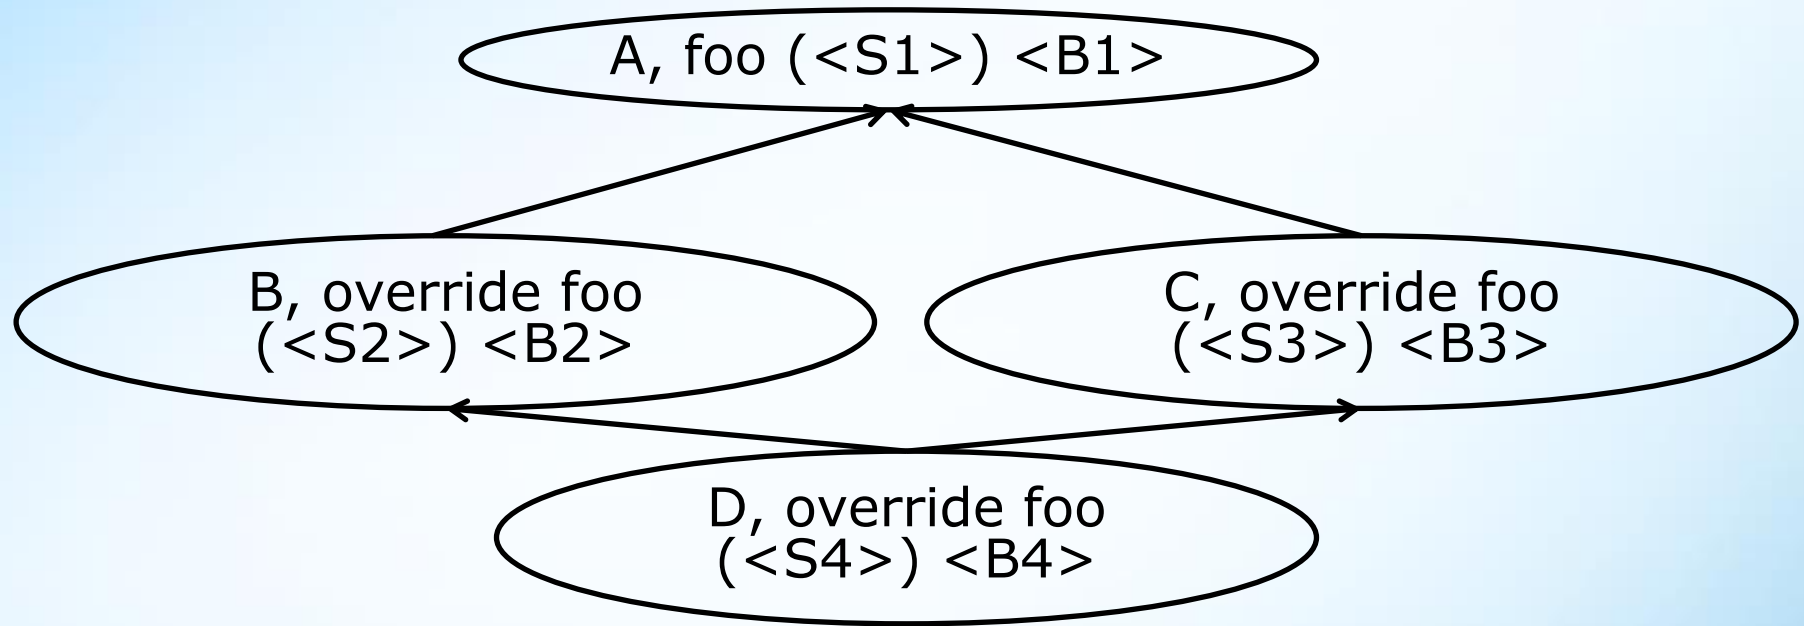 A, foo (<S1>) <B1>
B, override foo
(<S2>) <B2>
C, override foo
(<S3>) <B3>
D, override foo
(<S4>) <B4>